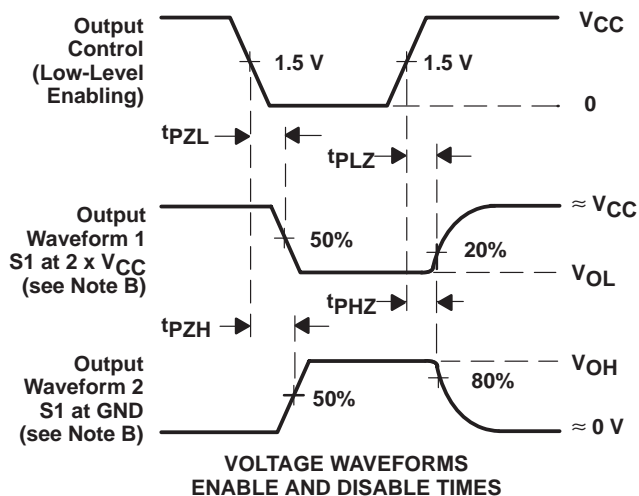 Output
Control
(Low-Level
Enabling)
VCC
1.5 V
1.5 V
0
tPZL
tPLZ
Output
Waveform 1
S1 at 2 x VCC
(see Note B)
≈ VCC
50%
20%
VOL
tPHZ
tPZH
Output
Waveform 2
S1 at GND
(see Note B)
VOH
50%
80%
≈ 0 V
VOLTAGE WAVEFORMS
ENABLE AND DISABLE TIMES